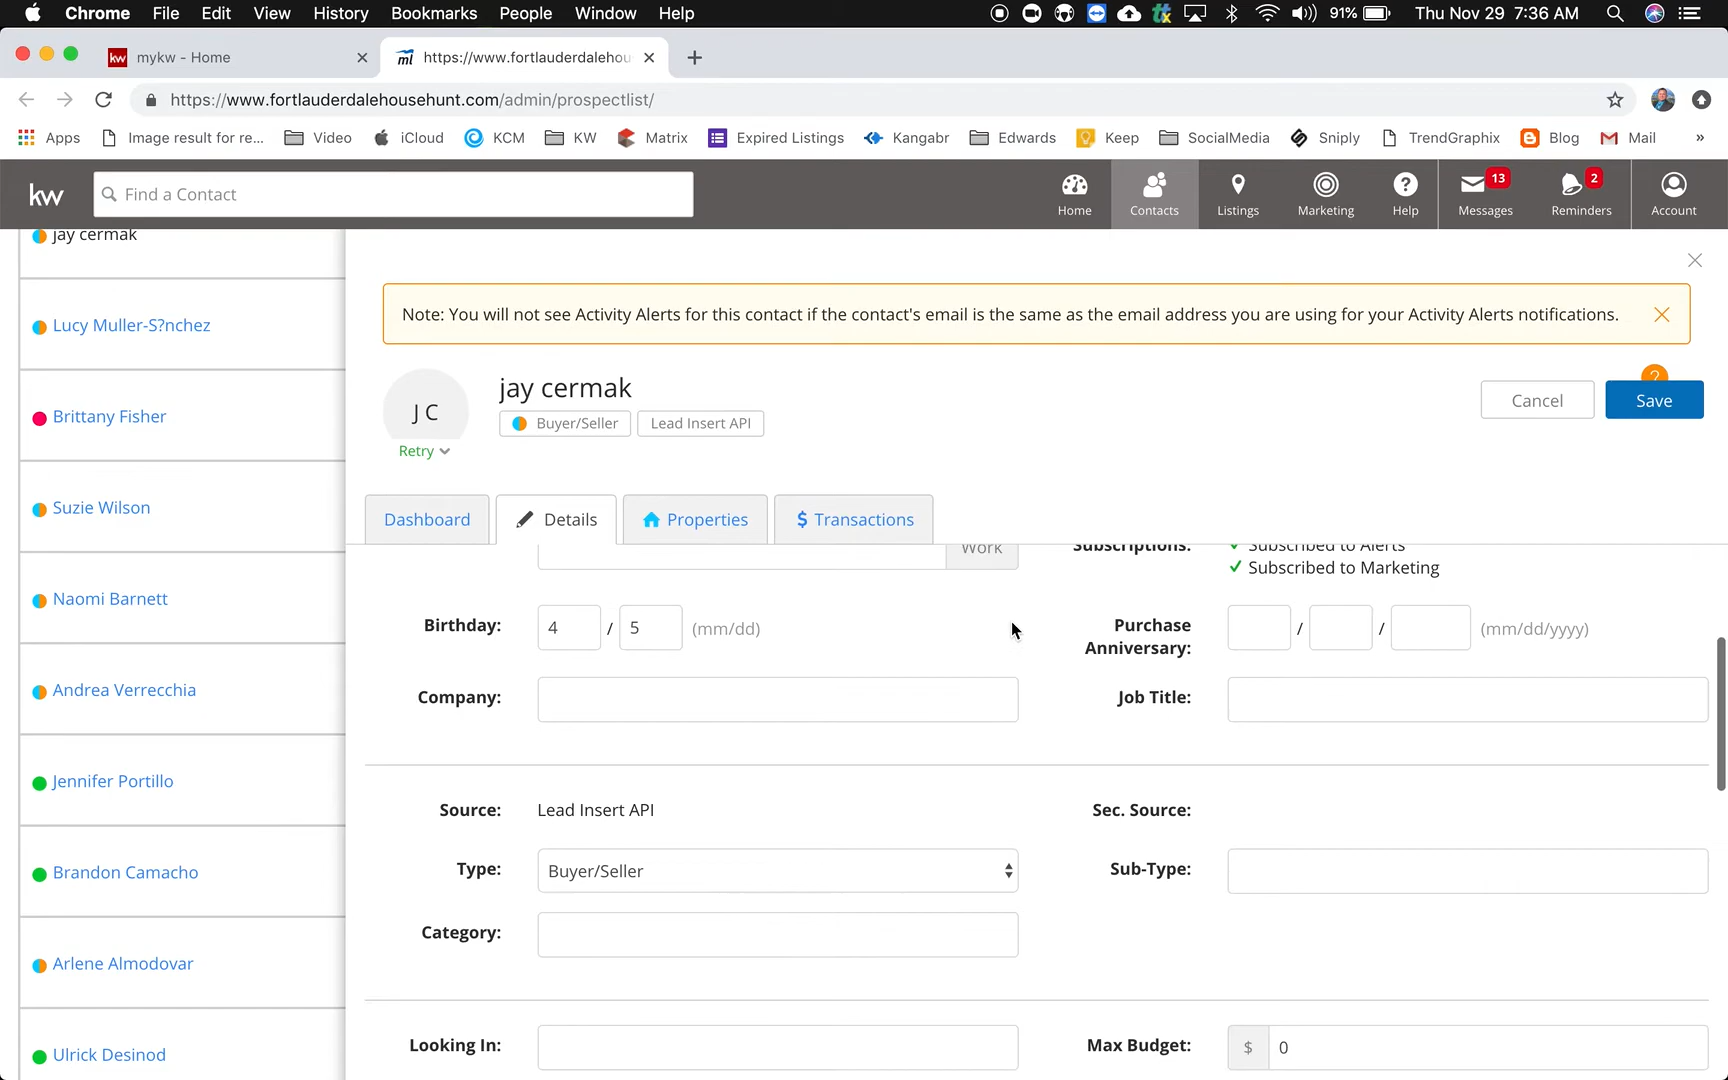 Chrome File Edit View History Bookmarks People Window Help 91% Thu Nov 29 7:36 AM
kw mykw - Home ml https://www.fortlauderdalehou
https://www.fortlauderdalehousehunt.com/admin/prospectlist/
Apps Image result for re... Video iCloud KCM KW Matrix Expired Listings Kangabr Edwards Keep SocialMedia Sniply TrendGraphix Blog Mail »
kw Find a Contact Home Contacts Listings Marketing Help Messages 13 Reminders 2 Account
jay cermak
Lucy Muller-S?nchez
Brittany Fisher
Suzie Wilson
Naomi Barnett
Andrea Verrecchia
Jennifer Portillo
Brandon Camacho
Arlene Almodovar
Ulrick Desinod
Note: You will not see Activity Alerts for this contact if the contact's email is the same as the email address you are using for your Activity Alerts notifications.
J C
Retry
jay cermak
Buyer/Seller Lead Insert API
?
Cancel Save
Dashboard Details Properties $ Transactions
Work Subscriptions: Subscribed to Alerts
Subscribed to Marketing
Birthday: 4 / 5 (mm/dd) Purchase Anniversary: / / (mm/dd/yyyy)
Company: Job Title:
Source: Lead Insert API Sec. Source:
Type: Buyer/Seller Sub-Type:
Category:
Looking In: Max Budget: $ 0